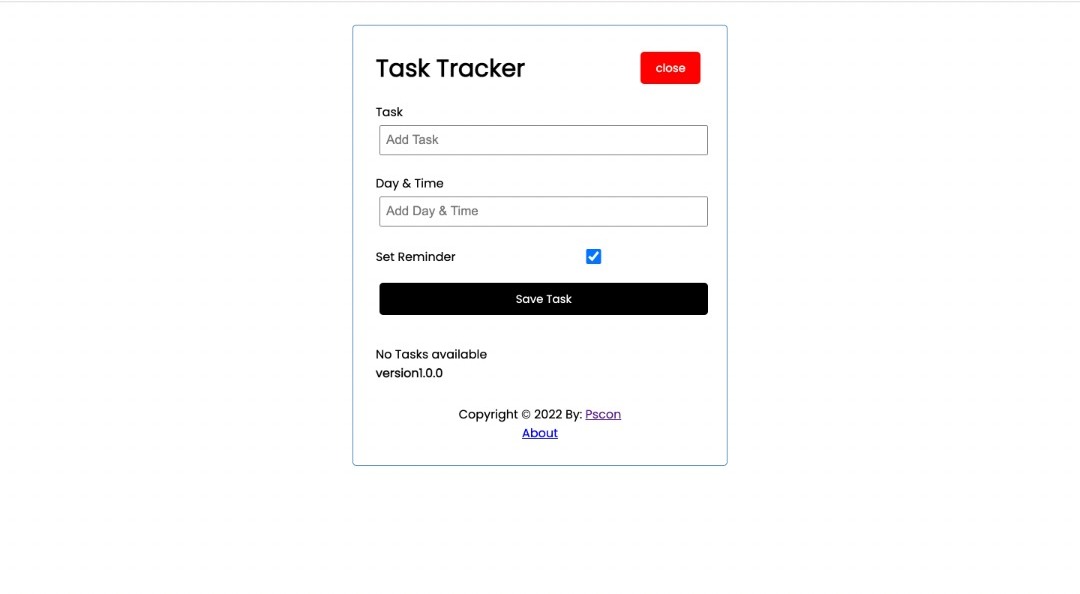 Task Tracker
close
Task
Add Task
Day & Time
Add Day & Time
Set Reminder
Save Task
No Tasks available
version1.0.0
Copyright © 2022 By: Pscon
About